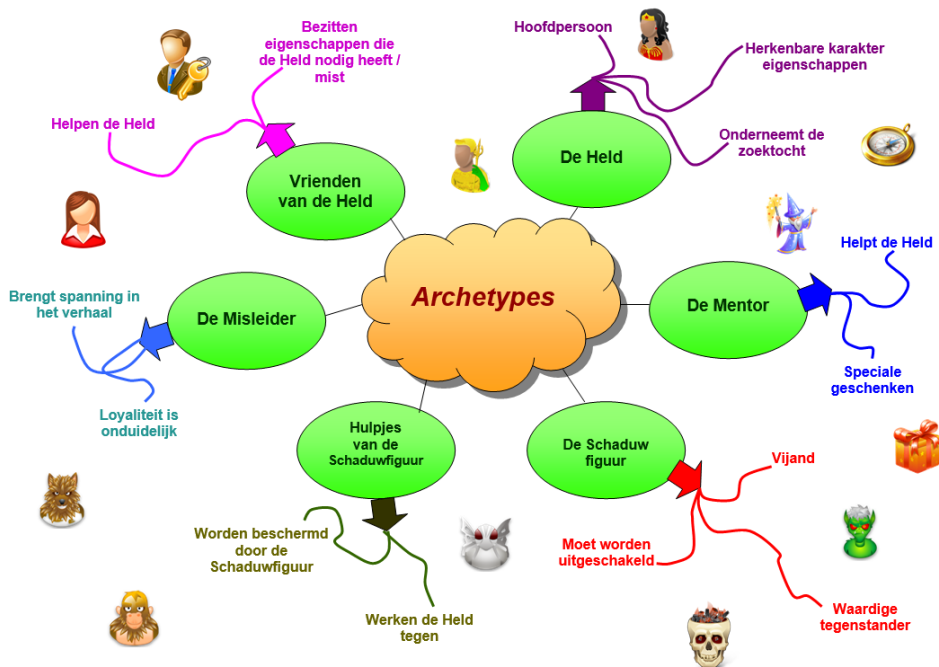 Archetypes
De Held
Hoofdpersoon
Herkenbare karakter
eigenschappen
Onderneemt de
zoektocht
De Mentor
Helpt de Held
Speciale
geschenken
De Schaduw
figuur
Vijand
Waardige
tegenstander
Moet worden
uitgeschakeld
Hulpjes
van de
Schaduwfiguur
Worden beschermd
door de
Schaduwfiguur
Werken de Held
tegen
De Misleider
Brengt spanning in
het verhaal
Loyaliteit is
onduidelijk
Vrienden
van de Held
Helpen de Held
Bezitten
eigenschappen die
de Held nodig heeft /
mist